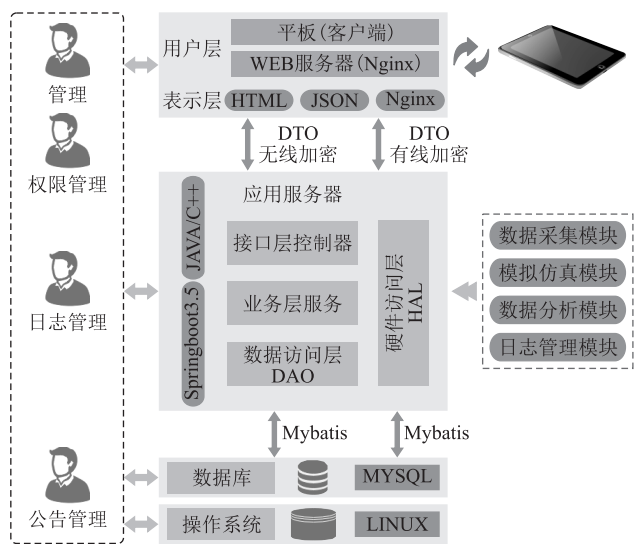 管理
权限管理
日志管理
公告管理
用户层
平板(客户端)
WEB服务器(Nginx)
表示层
HTML
JSON
Nginx
DTO
无线加密
DTO
有线加密
应用服务器
JAVA/C++
Springboot3.5
接口层控制器
业务层服务
数据访问层
DAO
硬件访问层
HAL
数据采集模块
模拟仿真模块
数据分析模块
日志管理模块
Mybatis
Mybatis
数据库
MYSQL
操作系统
LINUX